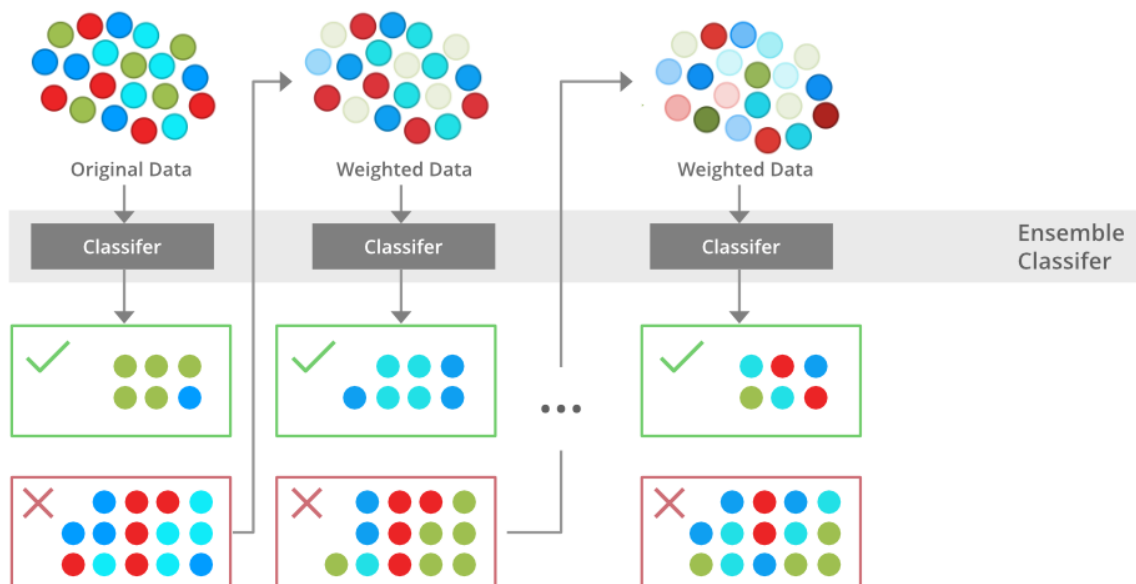 Original Data
Weighted Data
Weighted Data
Classifer
Classifer
Classifer
Ensemble
Classifer
...